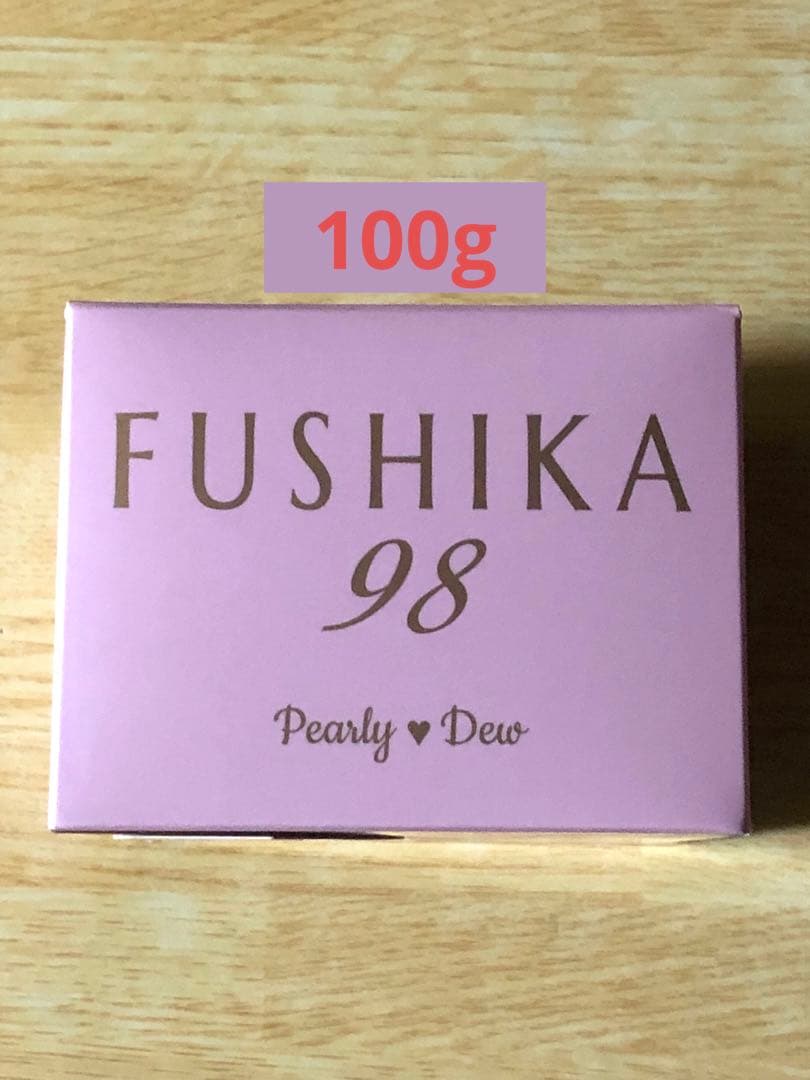 100g
FUSHIKA
98
Pearly ♥ Dew